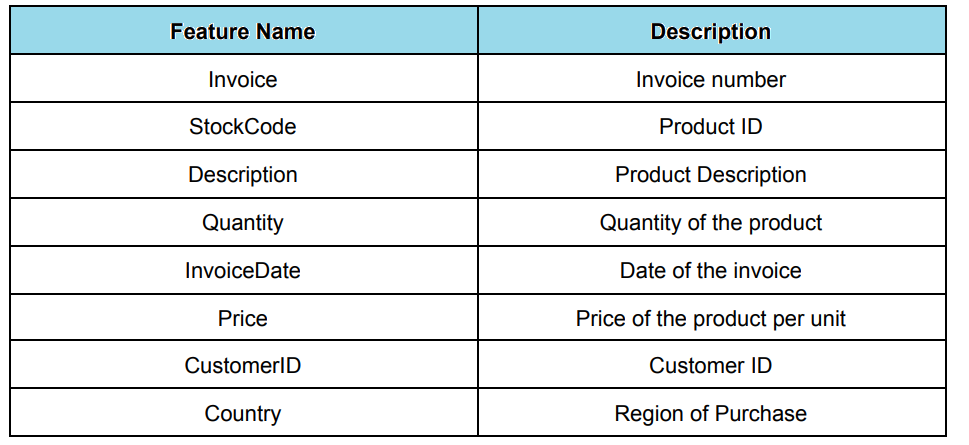 Feature Name Description
Invoice Invoice number
StockCode Product ID
Description Product Description
Quantity Quantity of the product
InvoiceDate Date of the invoice
Price Price of the product per unit
CustomerID Customer ID
Country Region of Purchase